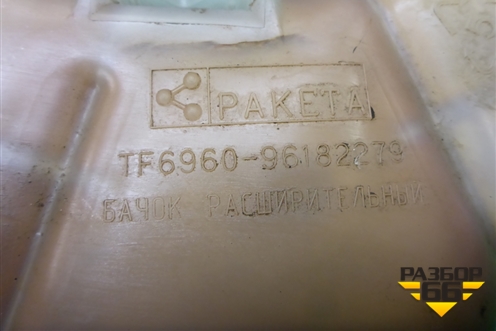 РАКЕТА
TF6960-96182279
БАЧОК РАСШИРИТЕЛЬНЫЙ
РАЗБОР
66